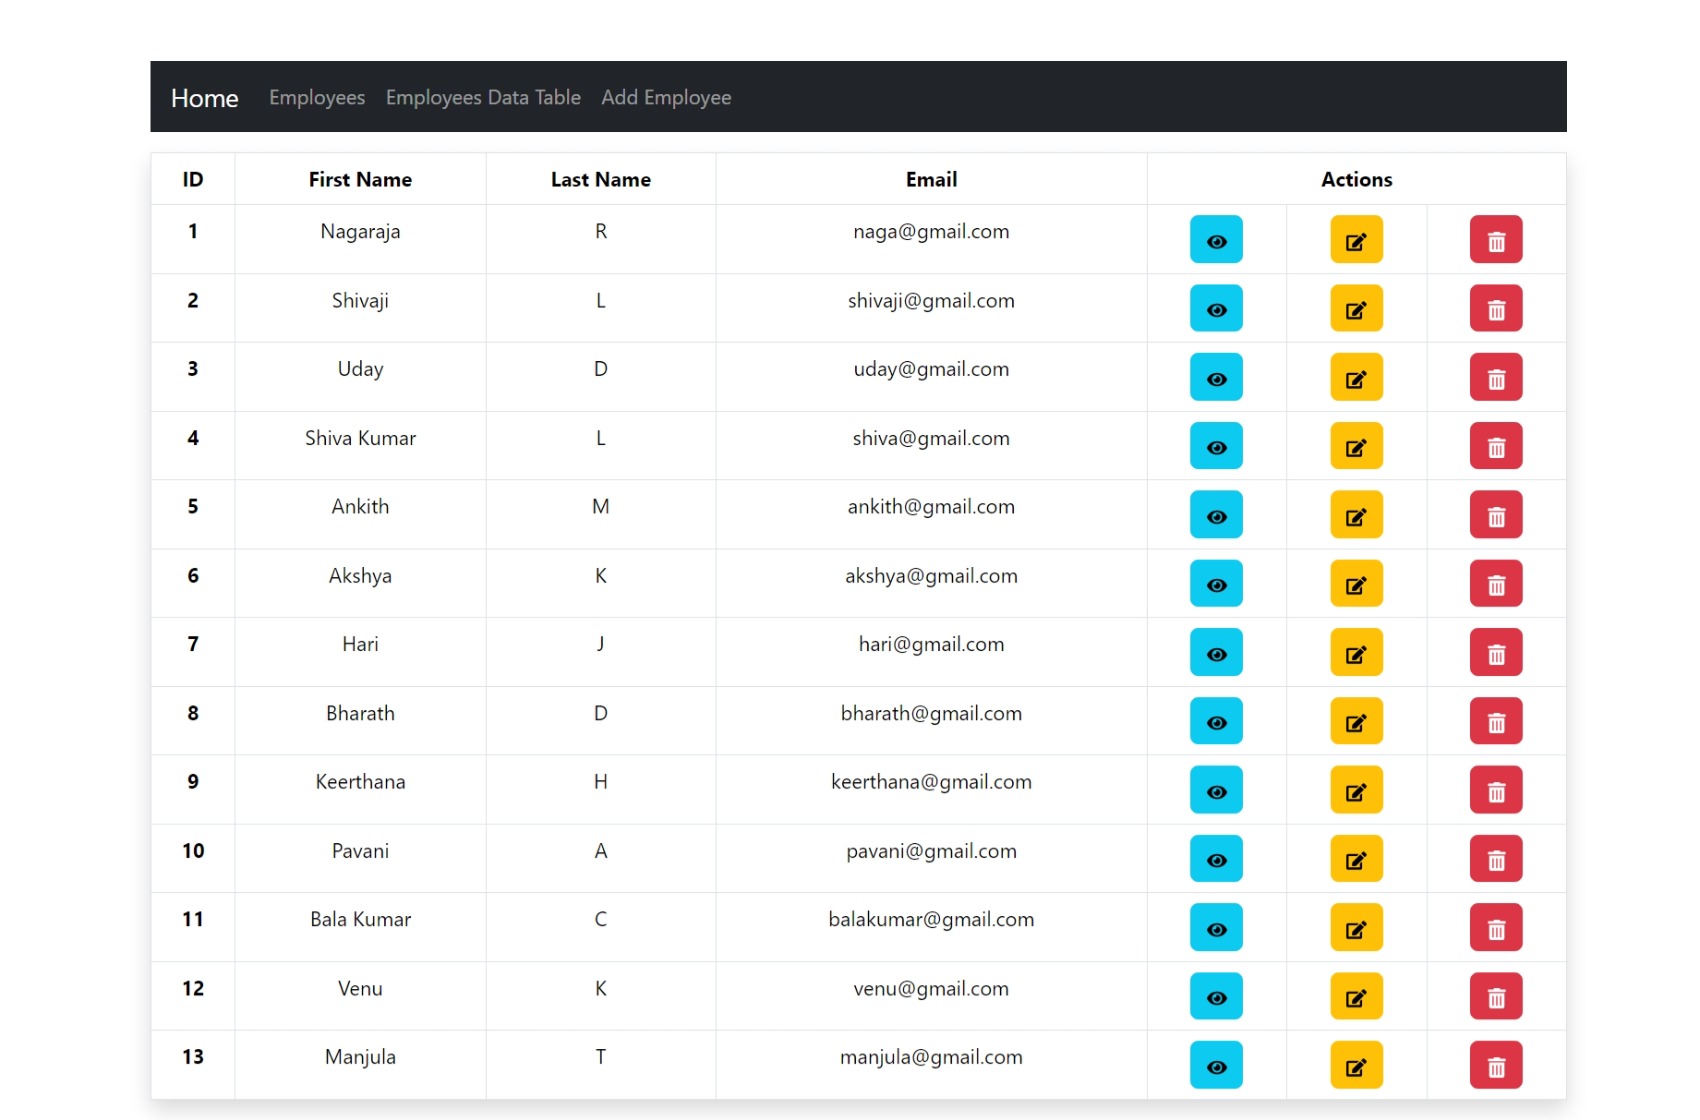 Home Employees Employees Data Table Add Employee
ID First Name Last Name Email Actions
1 Nagaraja R naga@gmail.com
2 Shivaji L shivaji@gmail.com
3 Uday D uday@gmail.com
4 Shiva Kumar L shiva@gmail.com
5 Ankith M ankith@gmail.com
6 Akshya K akshya@gmail.com
7 Hari J hari@gmail.com
8 Bharath D bharath@gmail.com
9 Keerthana H keerthana@gmail.com
10 Pavani A pavani@gmail.com
11 Bala Kumar C balakumar@gmail.com
12 Venu K venu@gmail.com
13 Manjula T manjula@gmail.com